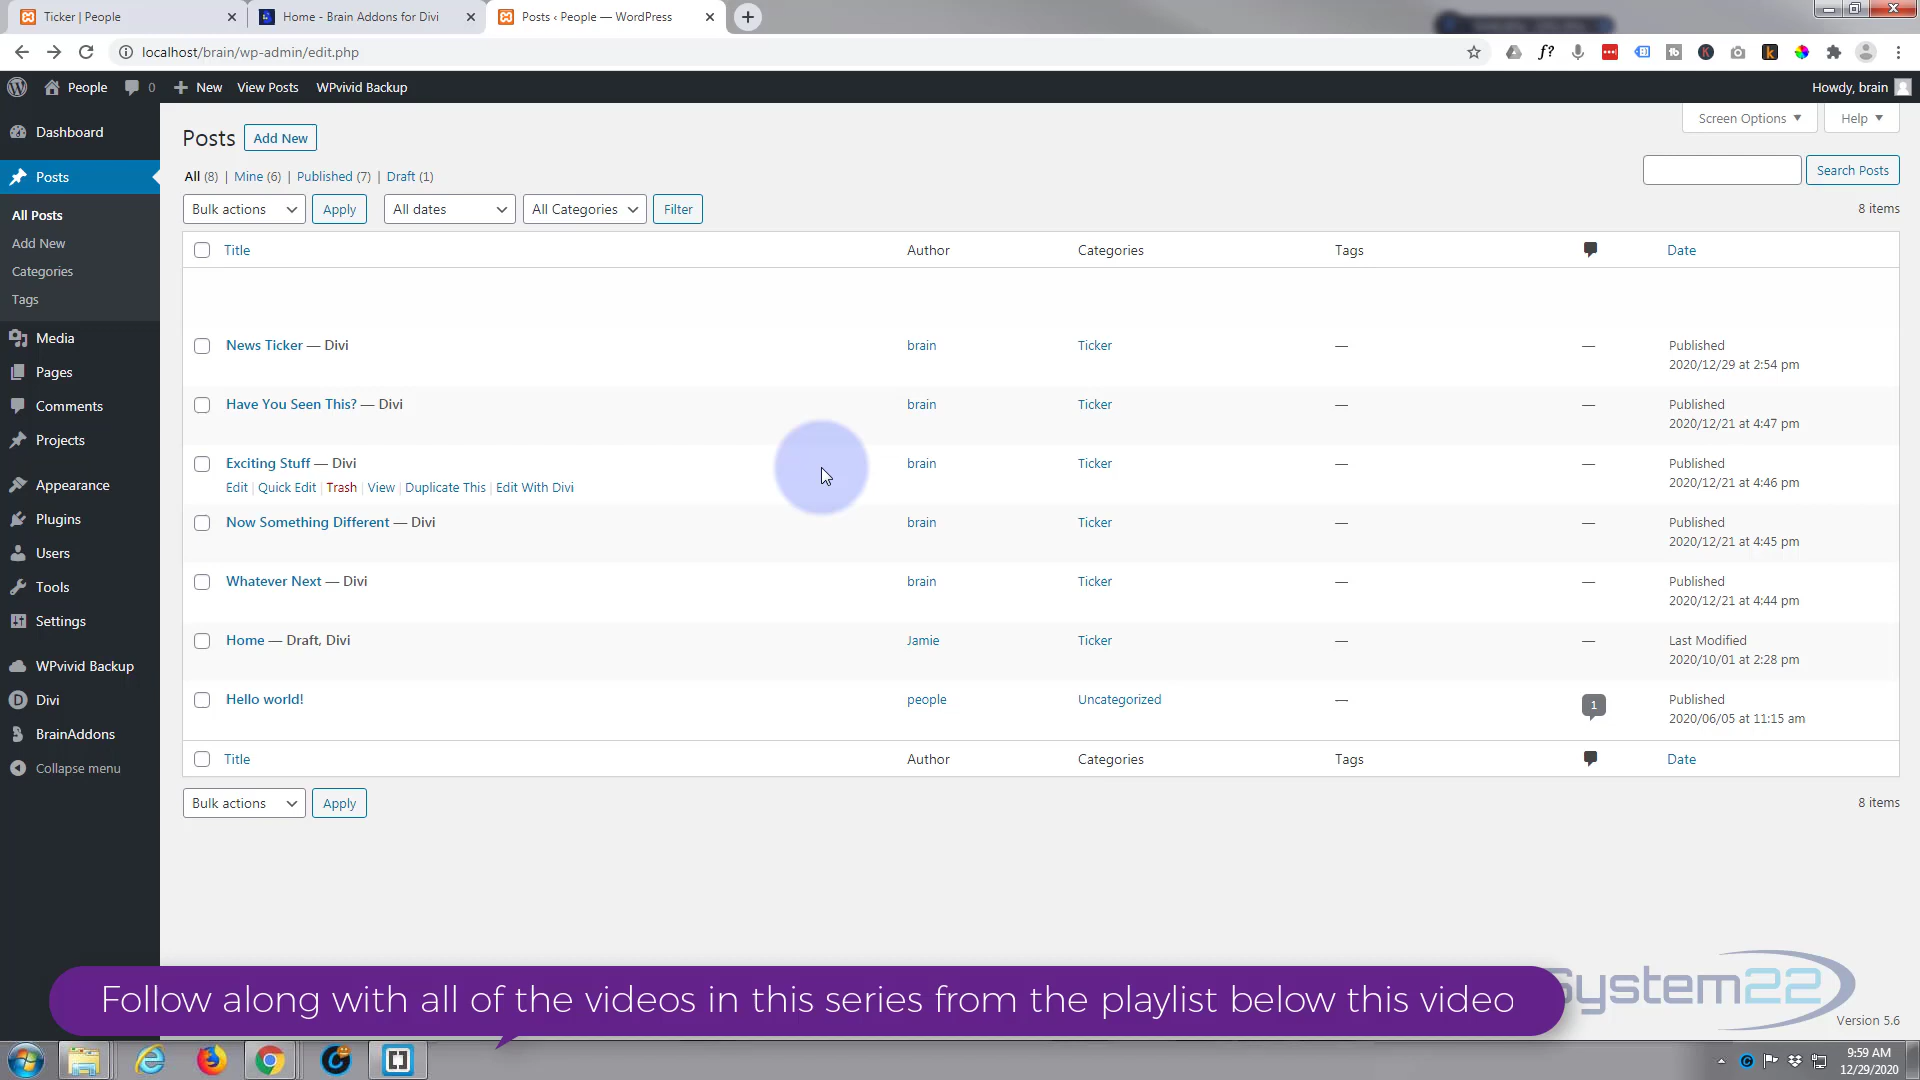 Ticker | People
Home - Brain Addons for Divi
Posts ‹ People — WordPress
localhost/brain/wp-admin/edit.php
People 0 New View Posts WPvivid Backup Howdy, brain
Dashboard
Posts
All Posts
Add New
Categories
Tags
Media
Pages
Comments
Projects
Appearance
Plugins
Users
Tools
Settings
WPvivid Backup
Divi
BrainAddons
Collapse menu
Screen Options Help
Posts Add New
All (8) | Mine (6) | Published (7) | Draft (1)
Search Posts
Bulk actions Apply All dates All Categories Filter 8 items
Title Author Categories Tags Date
News Ticker — Divi brain Ticker — — Published
2020/12/29 at 2:54 pm
Have You Seen This? — Divi brain Ticker — — Published
2020/12/21 at 4:47 pm
Exciting Stuff — Divi brain Ticker — — Published
Edit | Quick Edit | Trash | View | Duplicate This | Edit With Divi 2020/12/21 at 4:46 pm
Now Something Different — Divi brain Ticker — — Published
2020/12/21 at 4:45 pm
Whatever Next — Divi brain Ticker — — Published
2020/12/21 at 4:44 pm
Home — Draft, Divi Jamie Ticker — — Last Modified
2020/10/01 at 2:28 pm
Hello world! people Uncategorized — 1 Published
2020/06/05 at 11:15 am
Title Author Categories Tags Date
Bulk actions Apply 8 items
Follow along with all of the videos in this series from the playlist below this video
System22
Version 5.6
9:59 AM
12/29/2020